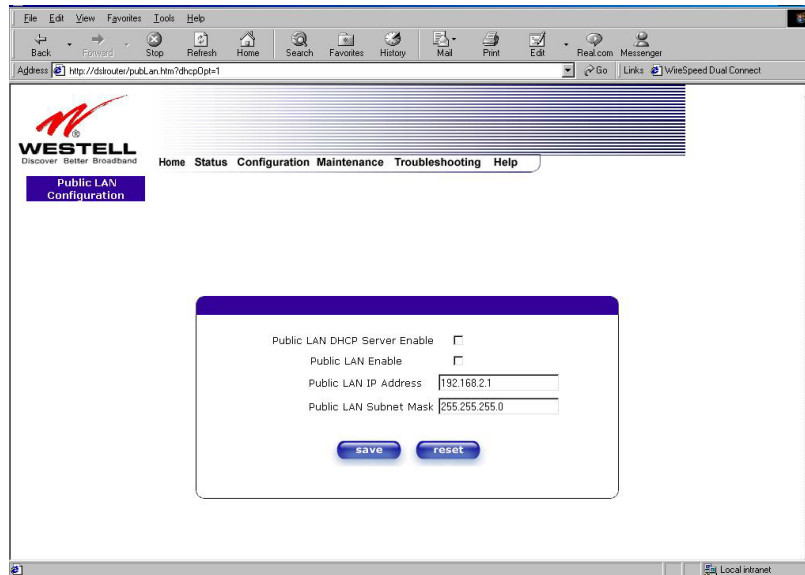 File Edit View Favorites Tools Help
Back Forward Stop Refresh Home Search Favorites History Mail Print Edit Real.com Messenger
Address http://dslrouter/pubLan.htm?dhcpOpt=1 Go Links WireSpeed Dual Connect
WESTELL
Discover Better Broadband
Home Status Configuration Maintenance Troubleshooting Help
Public LAN
Configuration
Public LAN DHCP Server Enable
Public LAN Enable
Public LAN IP Address 192.168.2.1
Public LAN Subnet Mask 255.255.255.0
save reset
Local intranet